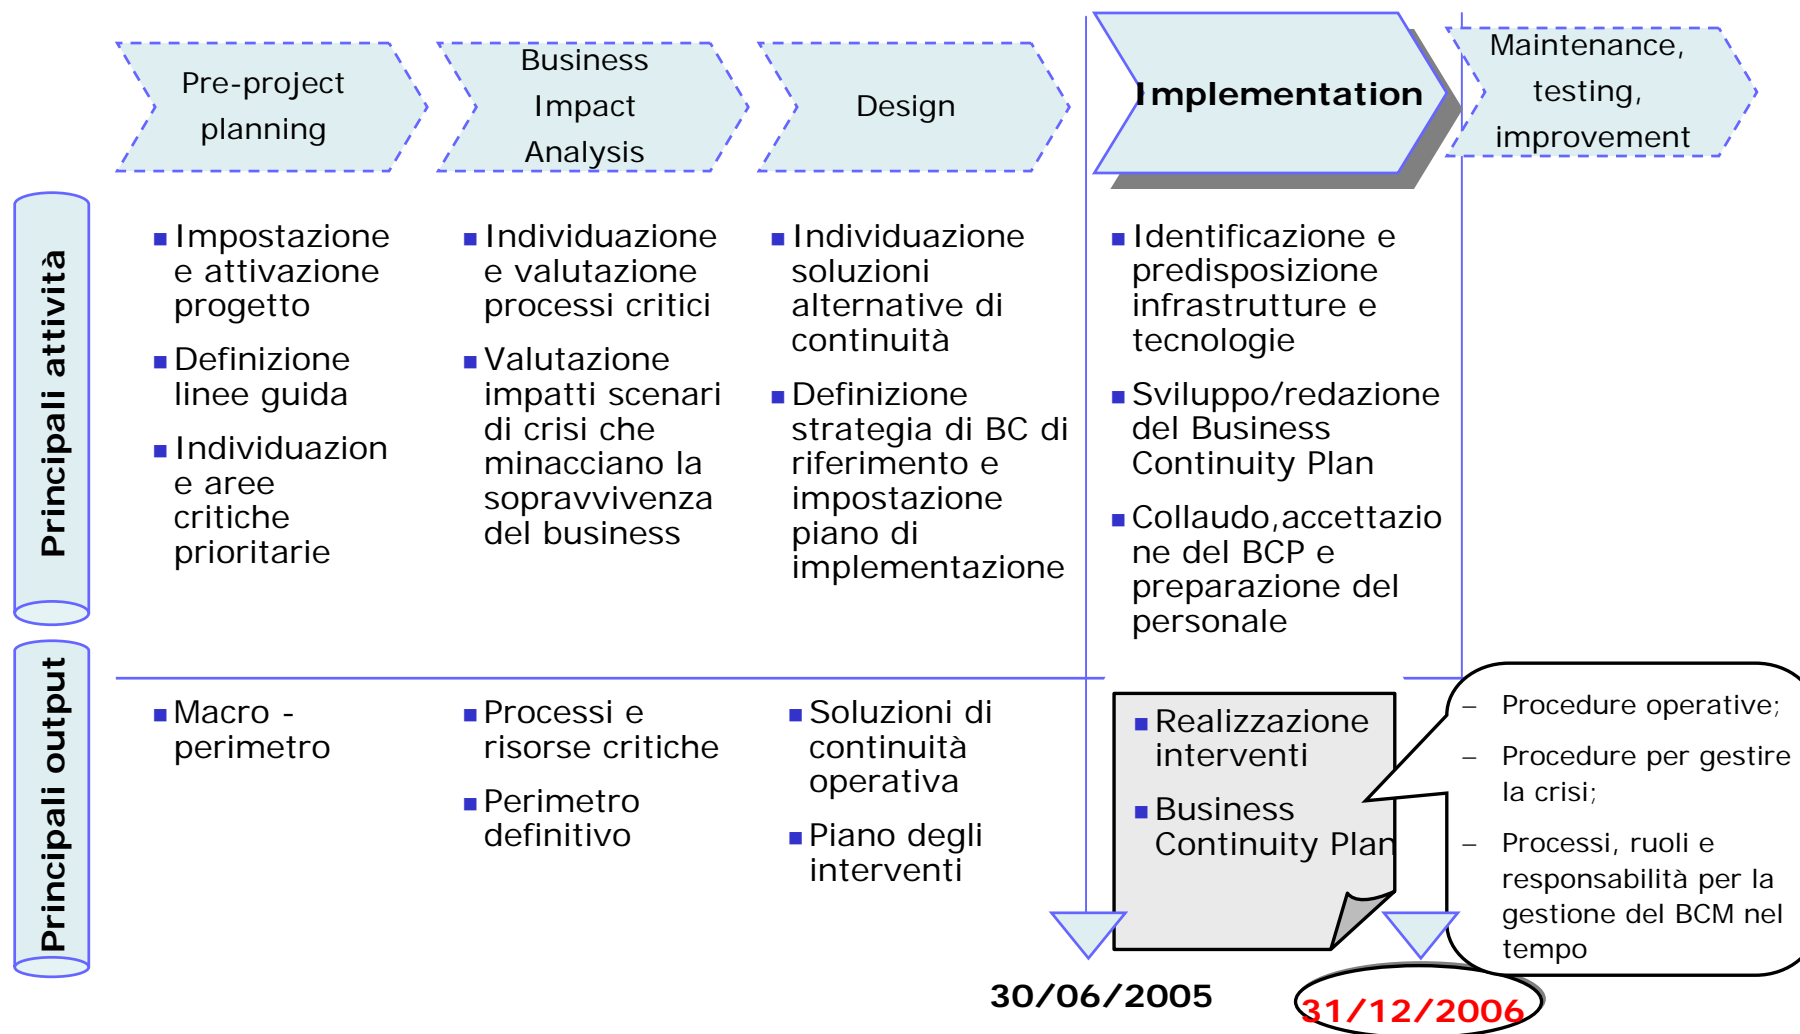 Pre-project
planning
Business
Impact
Analysis
Design
Implementation
Maintenance,
testing,
improvement
Principali attività
Impostazione
e attivazione
progetto
Definizione
linee guida
Individuazion
e aree
critiche
prioritarie
Individuazione
e valutazione
processi critici
Valutazione
impatti scenari
di crisi che
minacciano la
sopravvivenza
del business
Individuazione
soluzioni
alternative di
continuità
Definizione
strategia di BC di
riferimento e
impostazione
piano di
implementazione
Identificazione e
predisposizione
infrastrutture e
tecnologie
Sviluppo/redazione
del Business
Continuity Plan
Collaudo,accettazio
ne del BCP e
preparazione del
personale
Principali output
Macro -
perimetro
Processi e
risorse critiche
Perimetro
definitivo
Soluzioni di
continuità
operativa
Piano degli
interventi
Realizzazione
interventi
Business
Continuity Plan
– Procedure operative;
– Procedure per gestire
la crisi;
– Processi, ruoli e
responsabilità per la
gestione del BCM nel
tempo
30/06/2005
31/12/2006